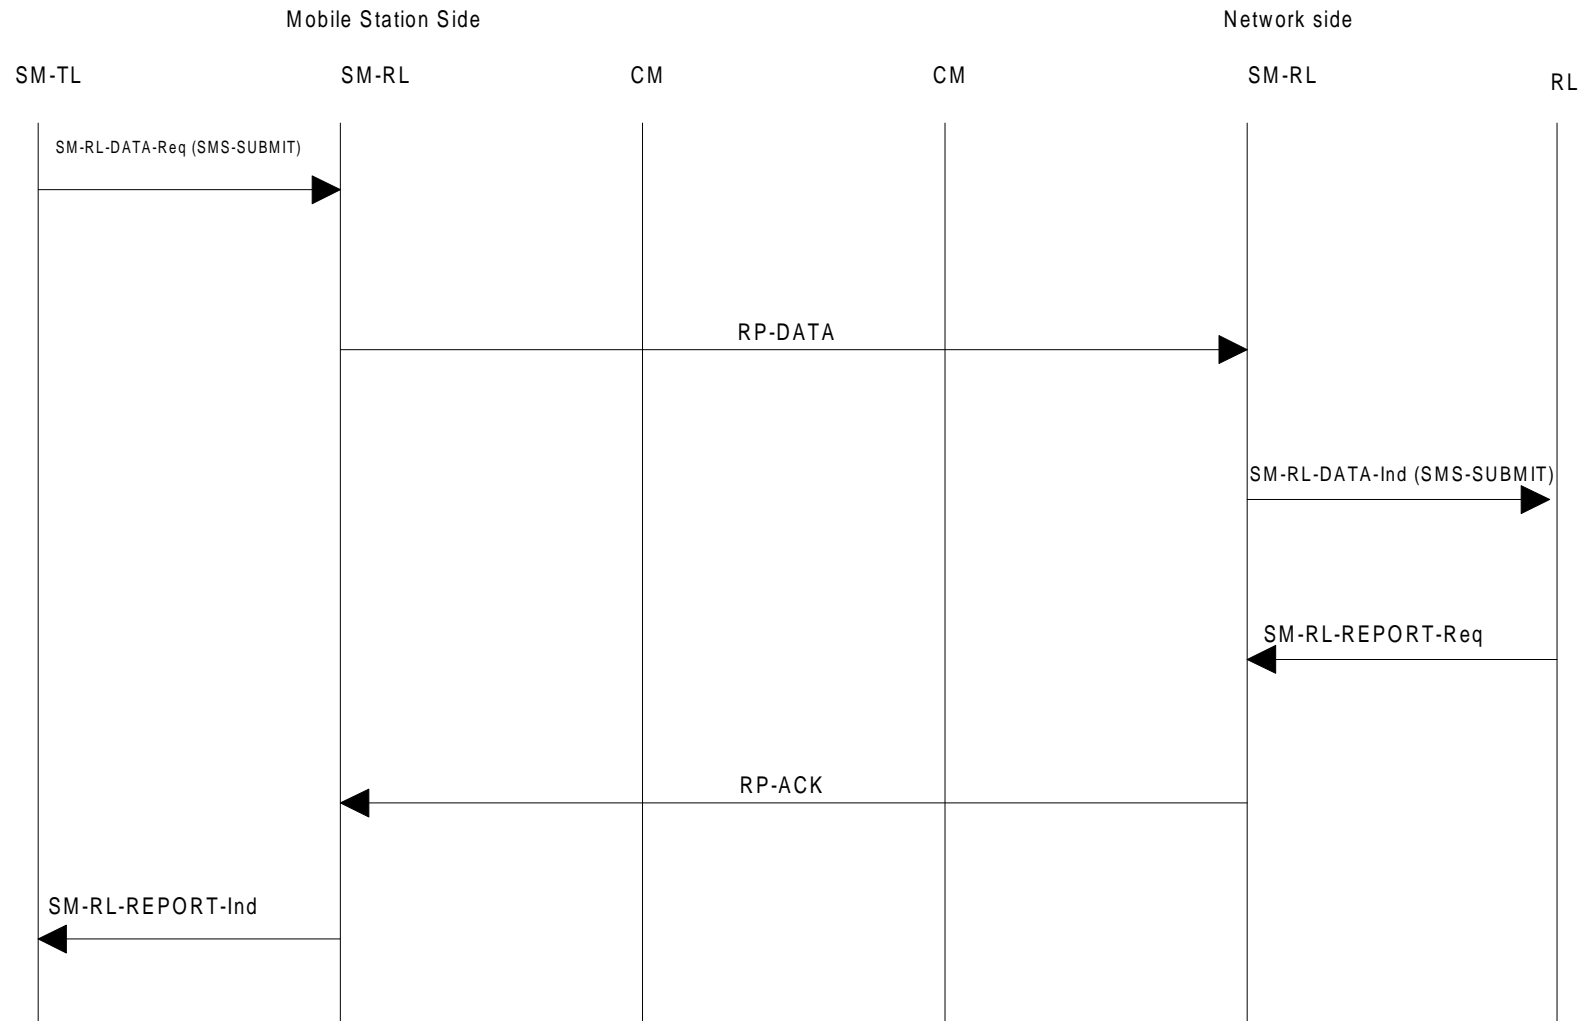 Mobile Station Side
Network side
SM-TL
SM-RL
CM
CM
SM-RL
RL
SM-RL-DATA-Req (SMS-SUBMIT)
RP-DATA
SM-RL-DATA-Ind (SMS-SUBMIT)
SM-RL-REPORT-Req
RP-ACK
SM-RL-REPORT-Ind